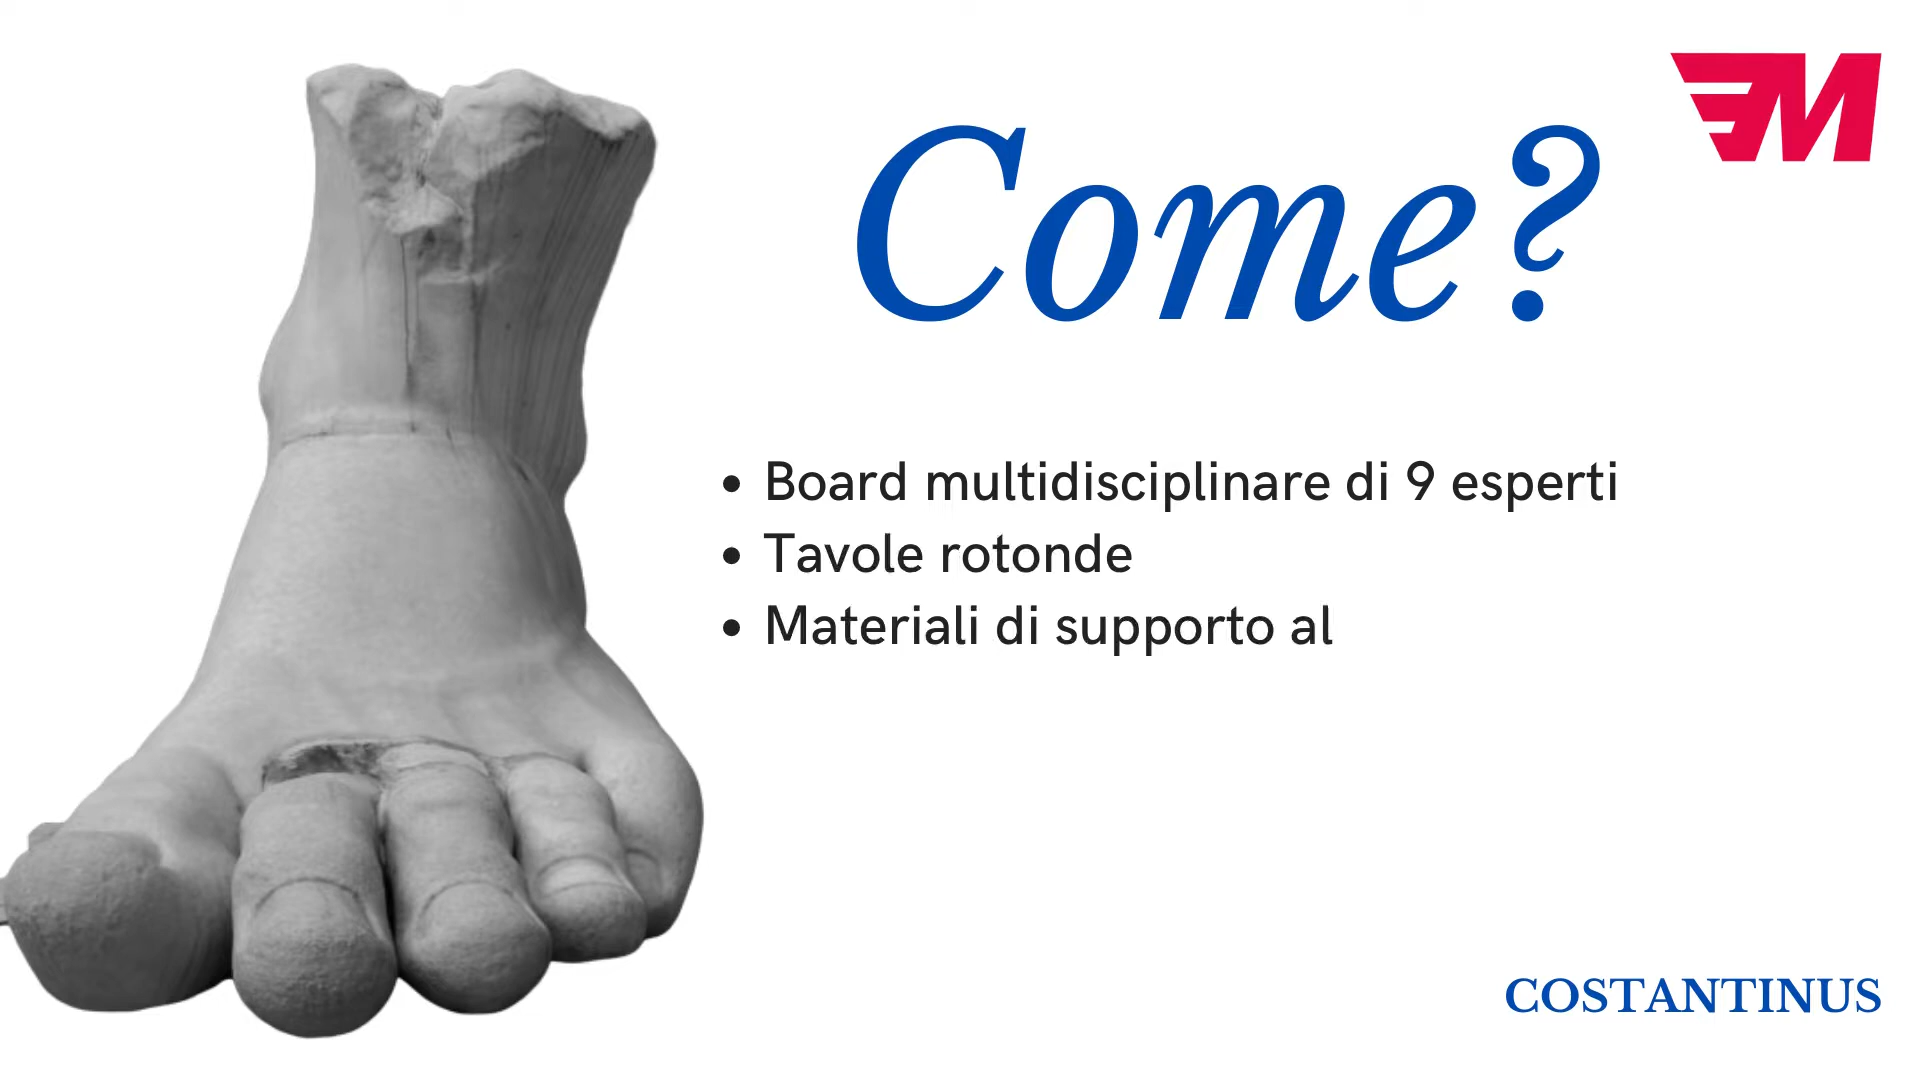 Come?
• Board multidisciplinare di 9 esperti
• Tavole rotonde
• Materiali di supporto al
COSTANTINUS